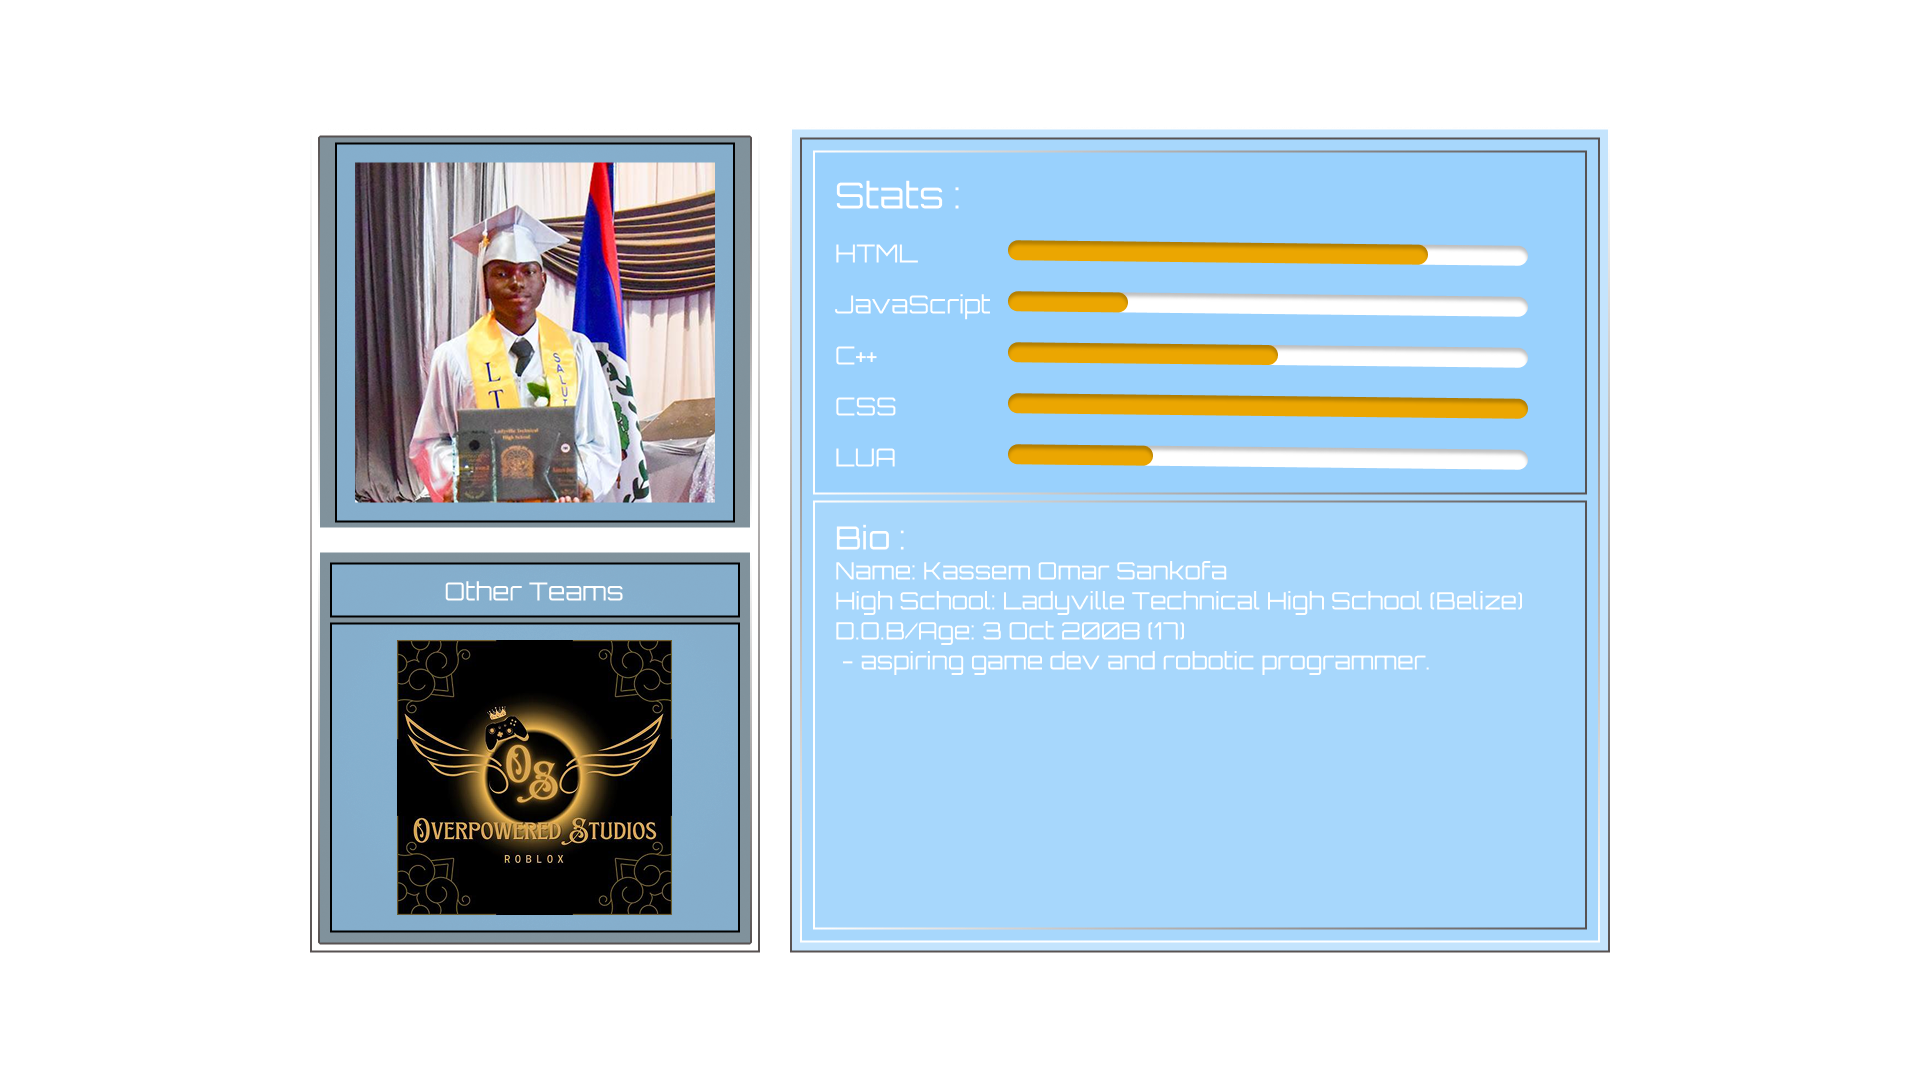 L
T
SALUT
Ladyville Technical
High School
Other Teams
OS
OVERPOWERED STUDIOS
ROBLOX
Stats :
HTML
JavaScript
C++
CSS
LUA
Bio :
Name: Kassem Omar Sankofa
High School: Ladyville Technical High School (Belize)
D.O.B/Age: 3 Oct 2008 (17)
- aspiring game dev and robotic programmer.